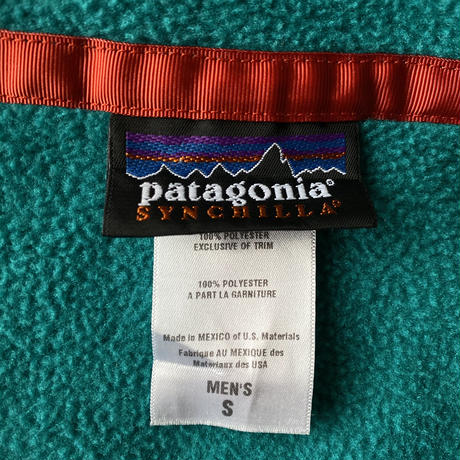 patagonia®
SYNCHILLA®
100% POLYESTER
EXCLUSIVE OF TRIM
100% POLYESTER
A PART LA GARNITURE
Made in MEXICO of U.S. Materials
Fabrique AU MEXIQUE des
Materiaux des USA
MEN'S
S